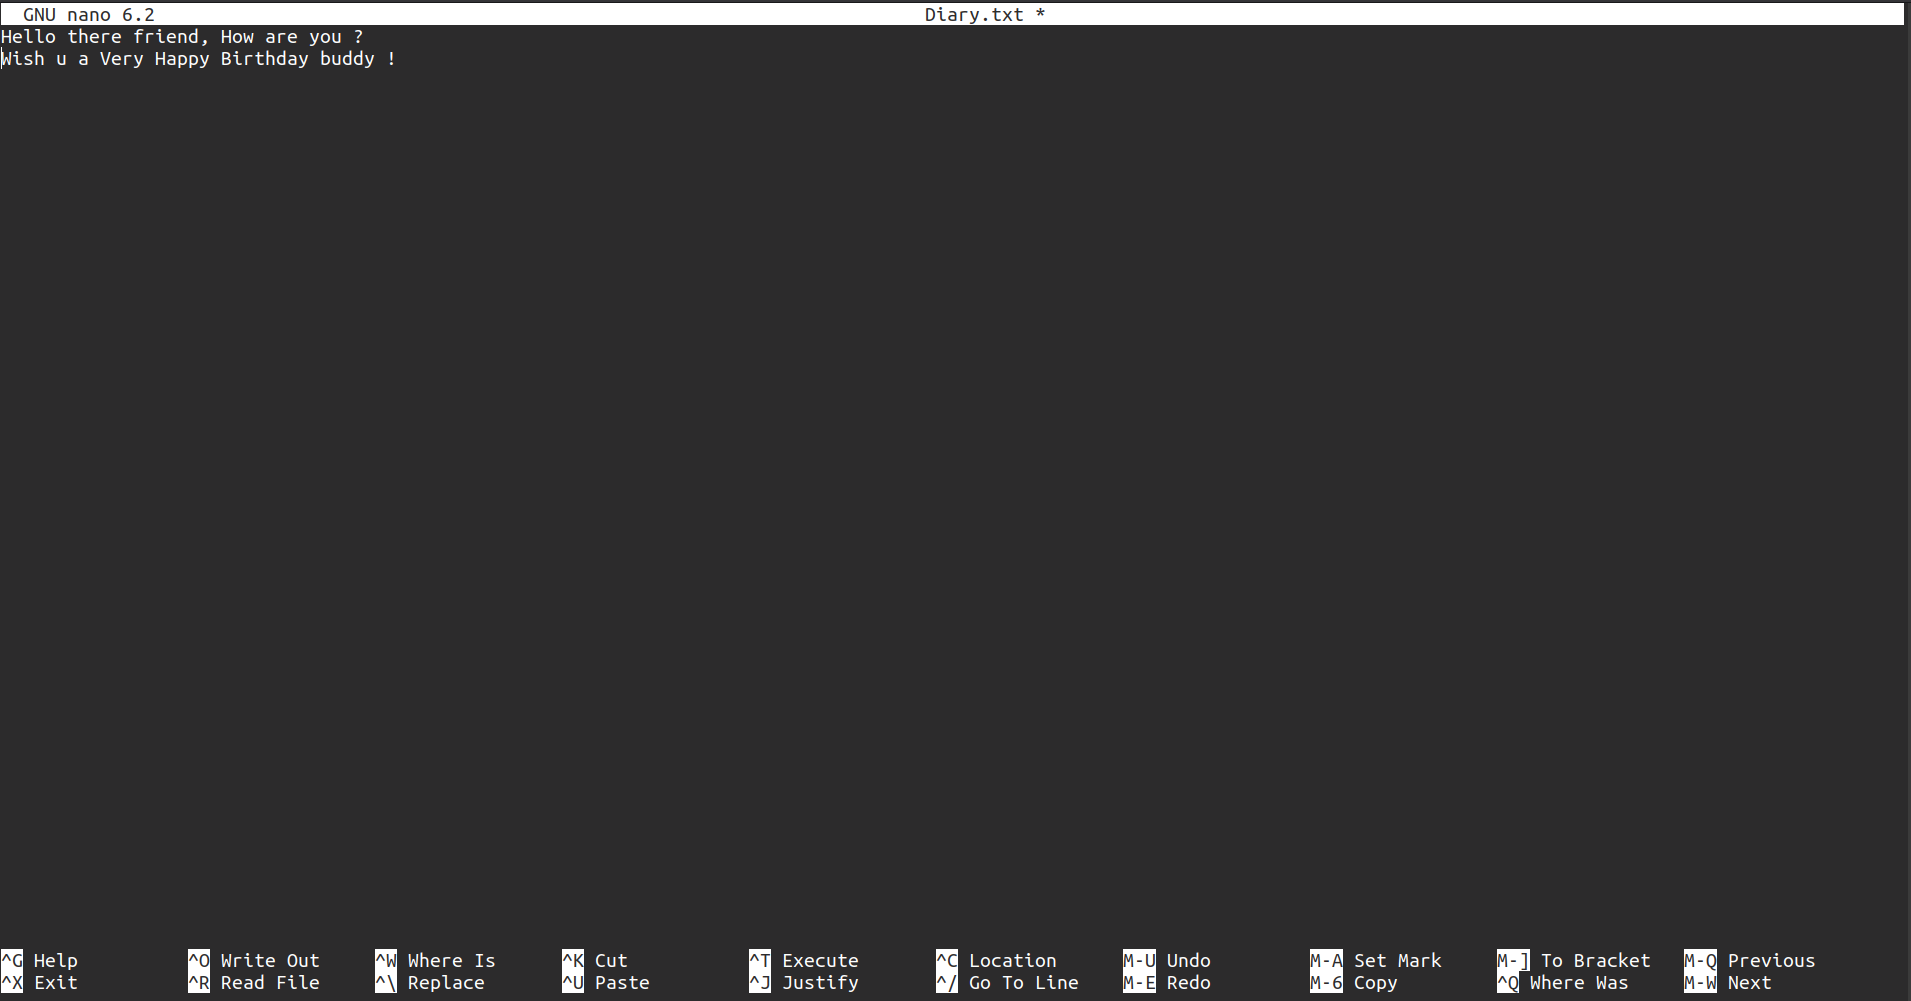 GNU nano 6.2 Diary.txt *
Hello there friend, How are you ?
Wish u a Very Happy Birthday buddy !
^G Help ^O Write Out ^W Where Is ^K Cut ^T Execute ^C Location M-U Undo M-A Set Mark M-] To Bracket M-Q Previous
^X Exit ^R Read File ^\ Replace ^U Paste ^J Justify ^/ Go To Line M-E Redo M-6 Copy ^Q Where Was M-W Next